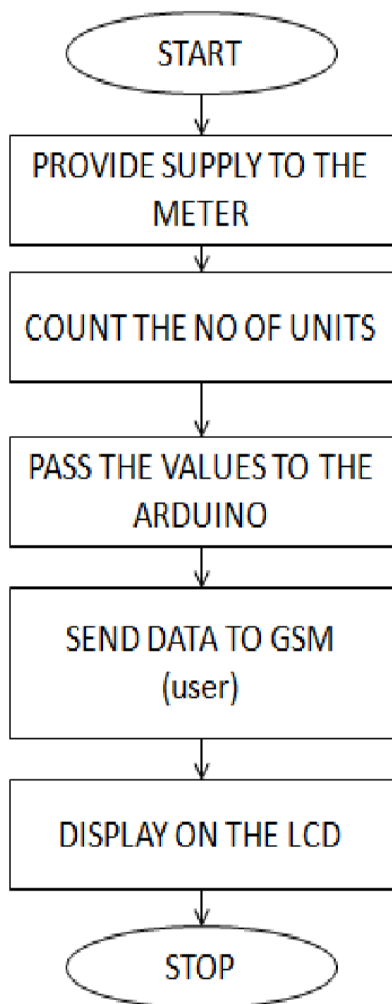 START
PROVIDE SUPPLY TO THE
METER
COUNT THE NO OF UNITS
PASS THE VALUES TO THE
ARDUINO
SEND DATA TO GSM
(user)
DISPLAY ON THE LCD
STOP